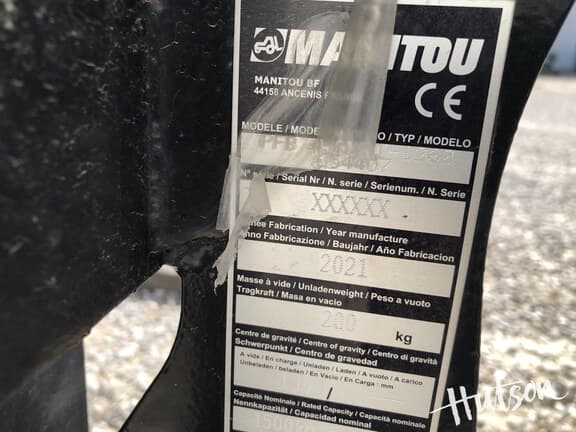 MANITOU
MANITOU BF
44158 ANCENIS
CE
MODELE / MODE O / TYP / MODELO
FFB
N° série / Serial Nr / N. serie / Serienum. / N. Serie
XXXXXX
Année Fabrication / Year manufacture
Anno Fabbricazione / Baujahr / Año Fabricacion
2021
Masse à vide / Unladenweight / Peso a vuoto
Tragkraft / Masa en vacio
200 kg
Centre de gravité / Centre of gravity / Centro di gravità
Schwerpunkt / Centro de gravedad
A vide / En charge / Unladen / Laden / A vuoto / A carico
Unbeladen / beladen / En Vacio / En Carga : mm
/
Capacité Nominale / Rated Capacity / Capacità nominale
Nennkapazität / Capacidad nominal
Hutson